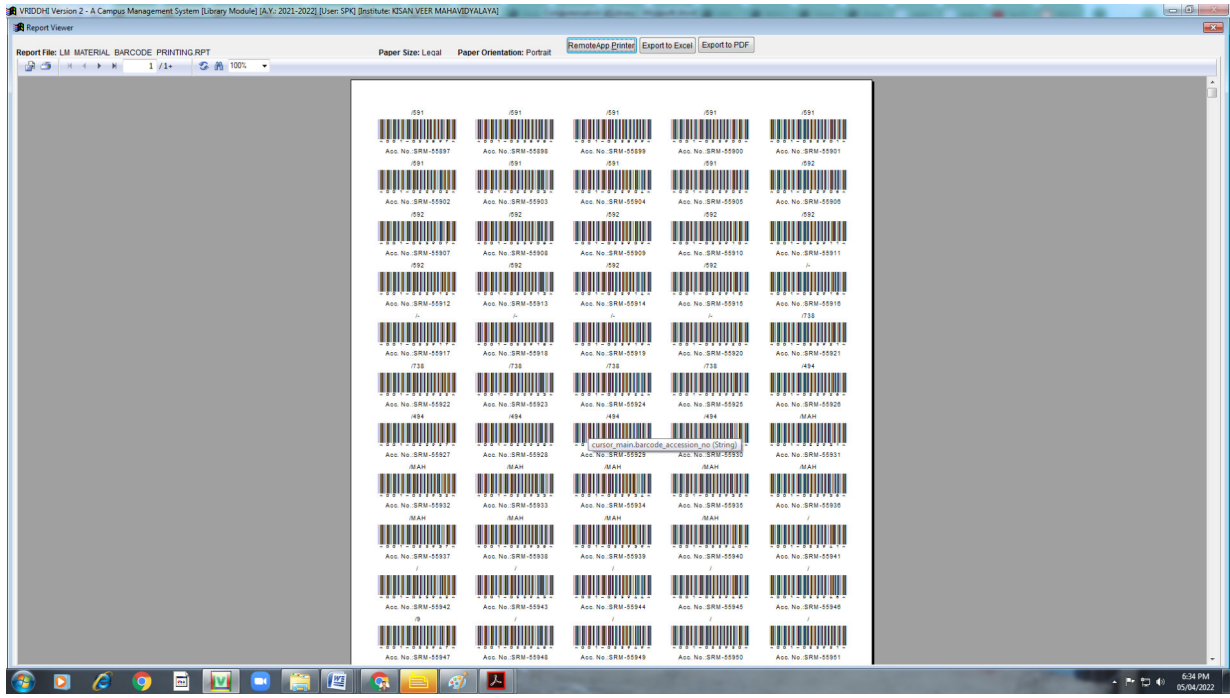 VRIDDHI Version 2 - A Campus Management System [Library Module] [A.Y.: 2021-2022] [User: SPK] [Institute: KISAN VEER MAHAVIDYALAYA]
Report Viewer
Report File: LM MATERIAL BARCODE PRINTING.RPT Paper Size: Legal Paper Orientation: Portrait RemoteApp Printer Export to Excel Export to PDF
1 /1+ 100%
/591 /591 /591 /591 /591
Acc. No.:SRM-55897 Acc. No.:SRM-55898 Acc. No.:SRM-55899 Acc. No.:SRM-55900 Acc. No.:SRM-55901
/591 /591 /591 /591 /592
Acc. No.:SRM-55902 Acc. No.:SRM-55903 Acc. No.:SRM-55904 Acc. No.:SRM-55905 Acc. No.:SRM-55906
/592 /592 /592 /592 /592
Acc. No.:SRM-55907 Acc. No.:SRM-55908 Acc. No.:SRM-55909 Acc. No.:SRM-55910 Acc. No.:SRM-55911
/592 /592 /592 /592 /-
Acc. No.:SRM-55912 Acc. No.:SRM-55913 Acc. No.:SRM-55914 Acc. No.:SRM-55915 Acc. No.:SRM-55916
/- /- /- /- /738
Acc. No.:SRM-55917 Acc. No.:SRM-55918 Acc. No.:SRM-55919 Acc. No.:SRM-55920 Acc. No.:SRM-55921
/738 /738 /738 /738 /494
Acc. No.:SRM-55922 Acc. No.:SRM-55923 Acc. No.:SRM-55924 Acc. No.:SRM-55925 Acc. No.:SRM-55926
/494 /494 /494 /494 /MAH
cursor_main.barcode_accession_no (String)
Acc. No.:SRM-55927 Acc. No.:SRM-55928 Acc. No.:SRM-55929 Acc. No.:SRM-55930 Acc. No.:SRM-55931
/MAH /MAH /MAH /MAH /MAH
Acc. No.:SRM-55932 Acc. No.:SRM-55933 Acc. No.:SRM-55934 Acc. No.:SRM-55935 Acc. No.:SRM-55936
/MAH /MAH /MAH /MAH /
Acc. No.:SRM-55937 Acc. No.:SRM-55938 Acc. No.:SRM-55939 Acc. No.:SRM-55940 Acc. No.:SRM-55941
/ / / / /
Acc. No.:SRM-55942 Acc. No.:SRM-55943 Acc. No.:SRM-55944 Acc. No.:SRM-55945 Acc. No.:SRM-55946
/9 / / / /
Acc. No.:SRM-55947 Acc. No.:SRM-55948 Acc. No.:SRM-55949 Acc. No.:SRM-55950 Acc. No.:SRM-55951
6:34 PM
05/04/2022